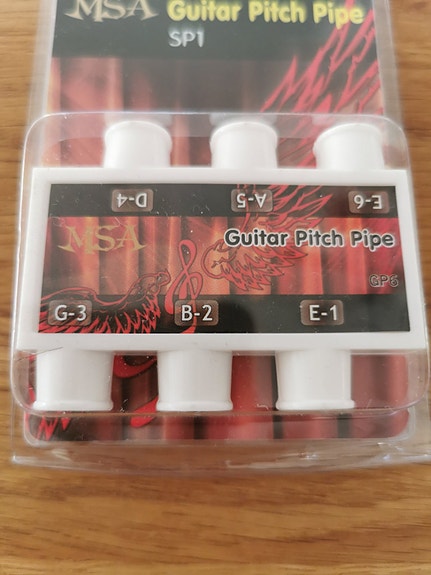 MSA Guitar Pitch Pipe
SP1
D-4 A-5 E-6
MSA Guitar Pitch Pipe
GP6
G-3 B-2 E-1